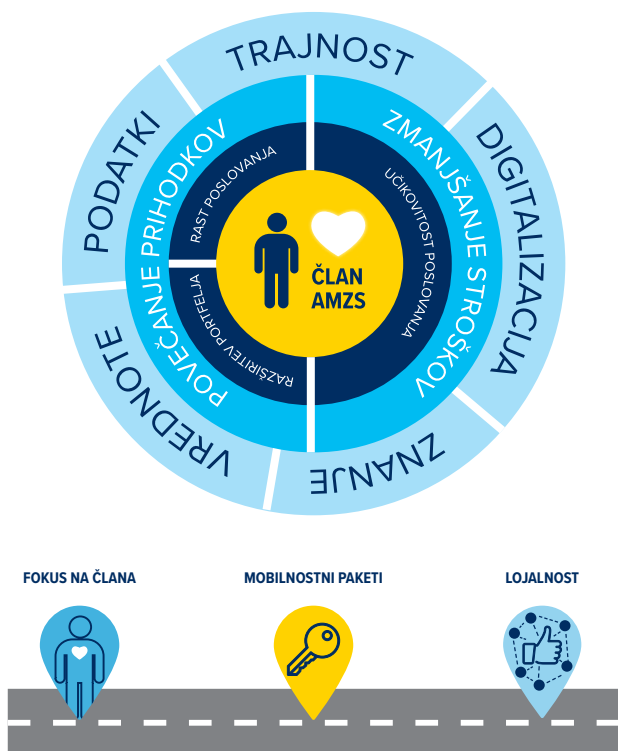 TRAJNOST
DIGITALIZACIJA
ZNANJE
VREDNOTE
PODATKI
POVEČANJE PRIHODKOV
ZMANJŠANJE STROŠKOV
RAST POSLOVANJA
RAZŠIRITEV PORTFELJA
UČIKOVITOST POSLOVANJA
ČLAN
AMZS
FOKUS NA ČLANA
MOBILNOSTNI PAKETI
LOJALNOST